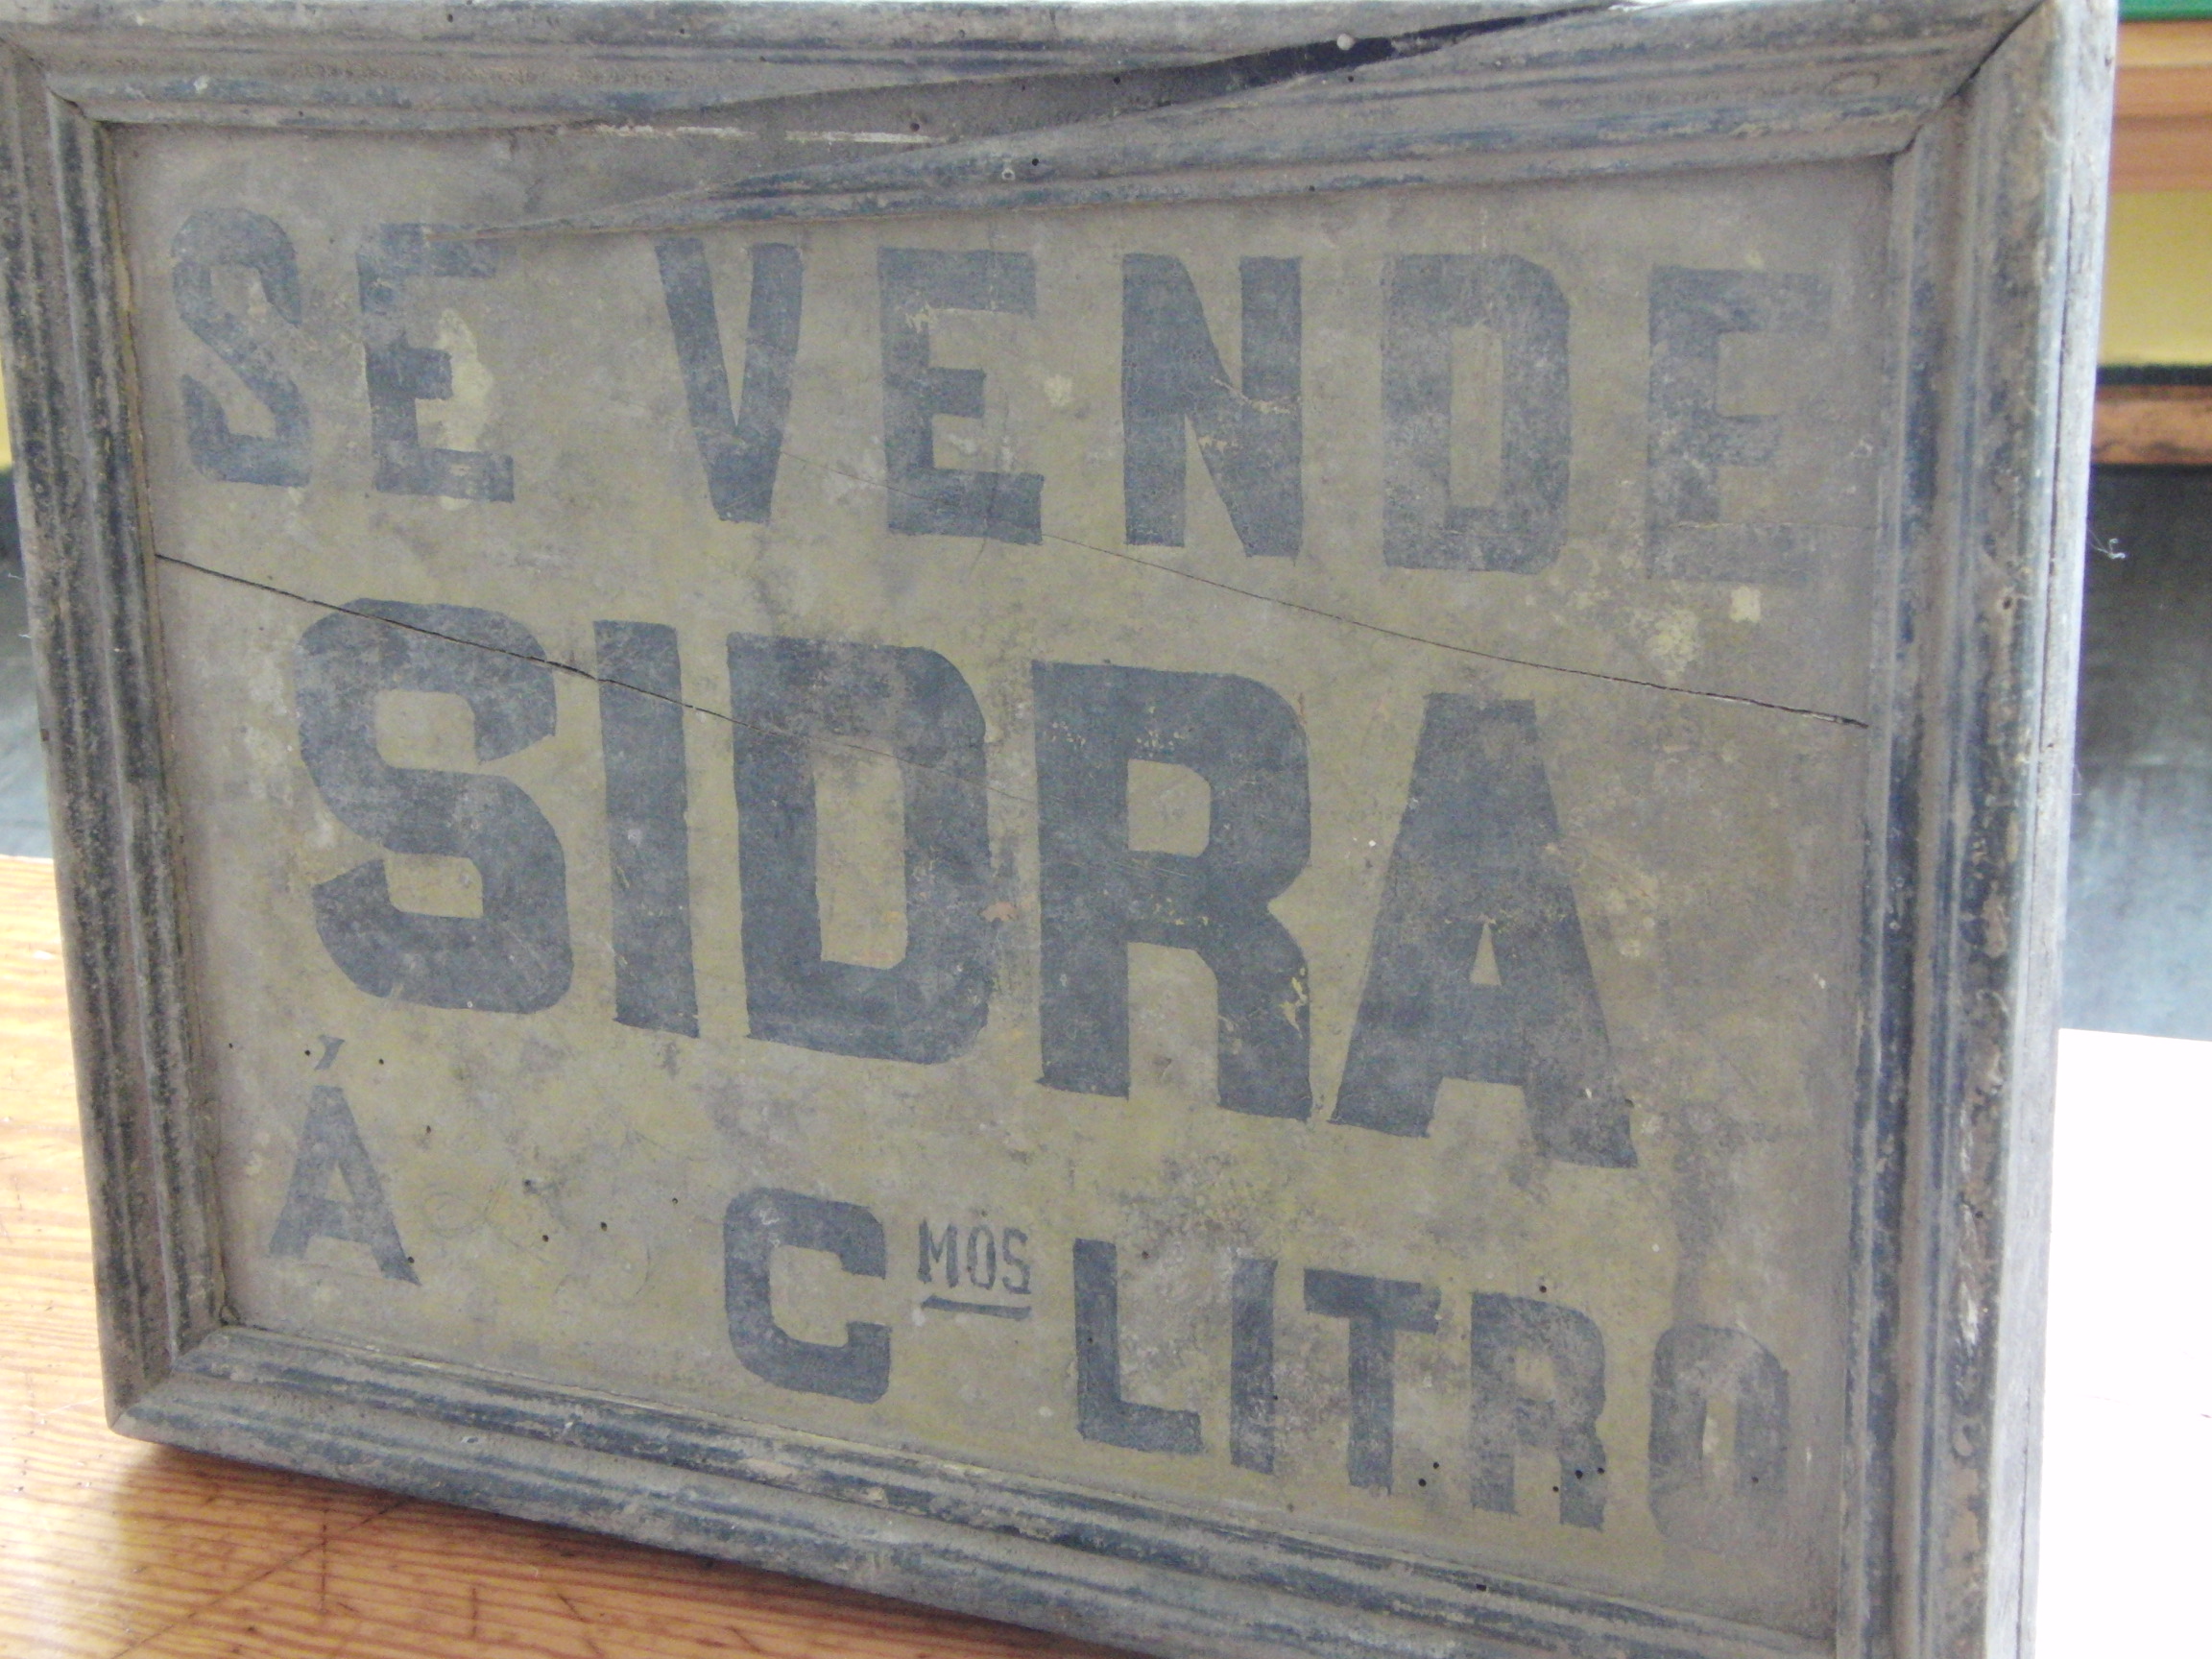 SE VENDE
SIDRA
Á C MOS LITRO